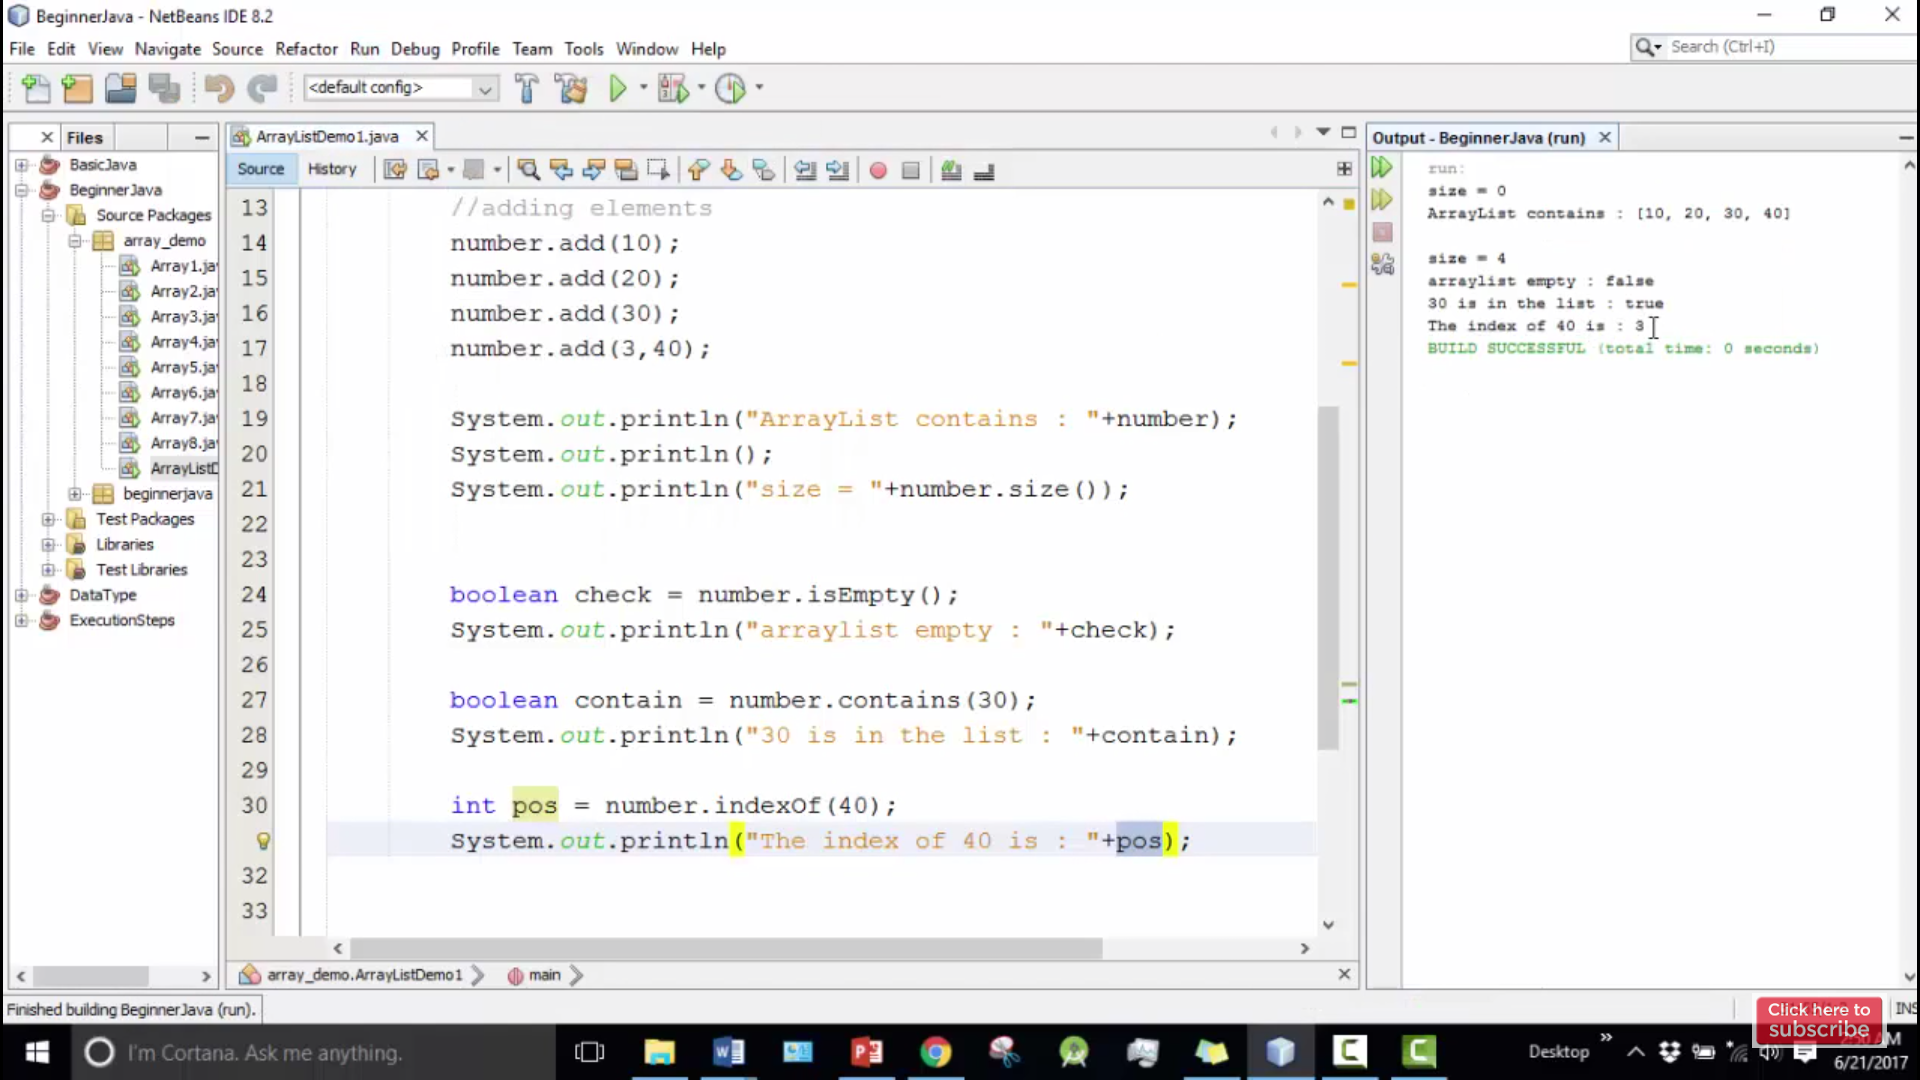 BeginnerJava - NetBeans IDE 8.2
File Edit View Navigate Source Refactor Run Debug Profile Team Tools Window Help
Search (Ctrl+I)
<default config>
Files
BasicJava
BeginnerJava
Source Packages
array_demo
Array1.ja
Array2.ja
Array3.ja
Array4.ja
Array5.ja
Array6.ja
Array7.ja
Array8.ja
ArrayListD
beginnerjava
Test Packages
Libraries
Test Libraries
DataType
ExecutionSteps
ArrayListDemo1.java
Source History
13 //adding elements
14 number.add(10);
15 number.add(20);
16 number.add(30);
17 number.add(3,40);
18
19 System.out.println("ArrayList contains : "+number);
20 System.out.println();
21 System.out.println("size = "+number.size());
22
23
24 boolean check = number.isEmpty();
25 System.out.println("arraylist empty : "+check);
26
27 boolean contain = number.contains(30);
28 System.out.println("30 is in the list : "+contain);
29
30 int pos = number.indexOf(40);
System.out.println("The index of 40 is : "+pos);
32
33
array_demo.ArrayListDemo1 main
Output - BeginnerJava (run)
run:
size = 0
ArrayList contains : [10, 20, 30, 40]
size = 4
arraylist empty : false
30 is in the list : true
The index of 40 is : 3
BUILD SUCCESSFUL (total time: 0 seconds)
Finished building BeginnerJava (run).
INS
Click here to
subscribe
I'm Cortana. Ask me anything.
Desktop
AM
6/21/2017